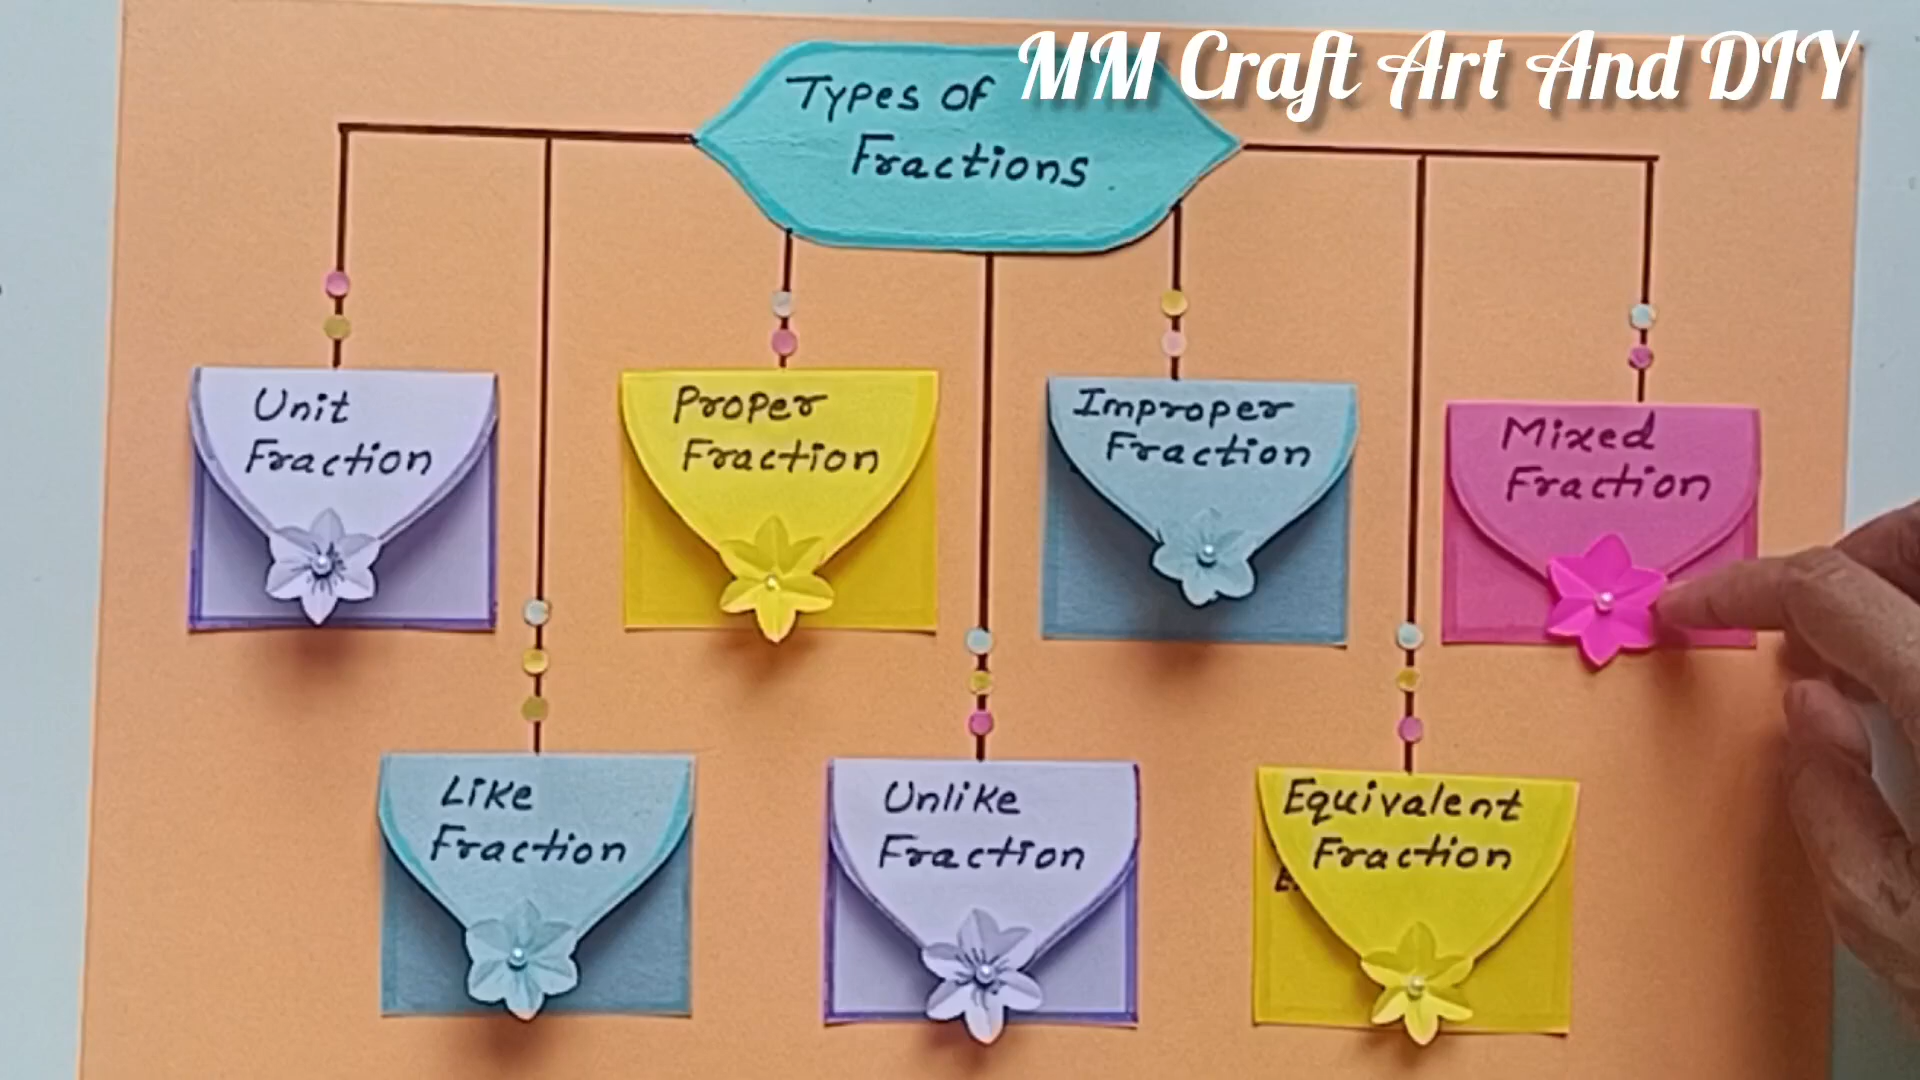 MM Craft Art And DIY
Types Of
Fractions
Unit
Fraction
Proper
Fraction
Improper
Fraction
Mixed
Fraction
Like
Fraction
Unlike
Fraction
Equivalent
Fraction